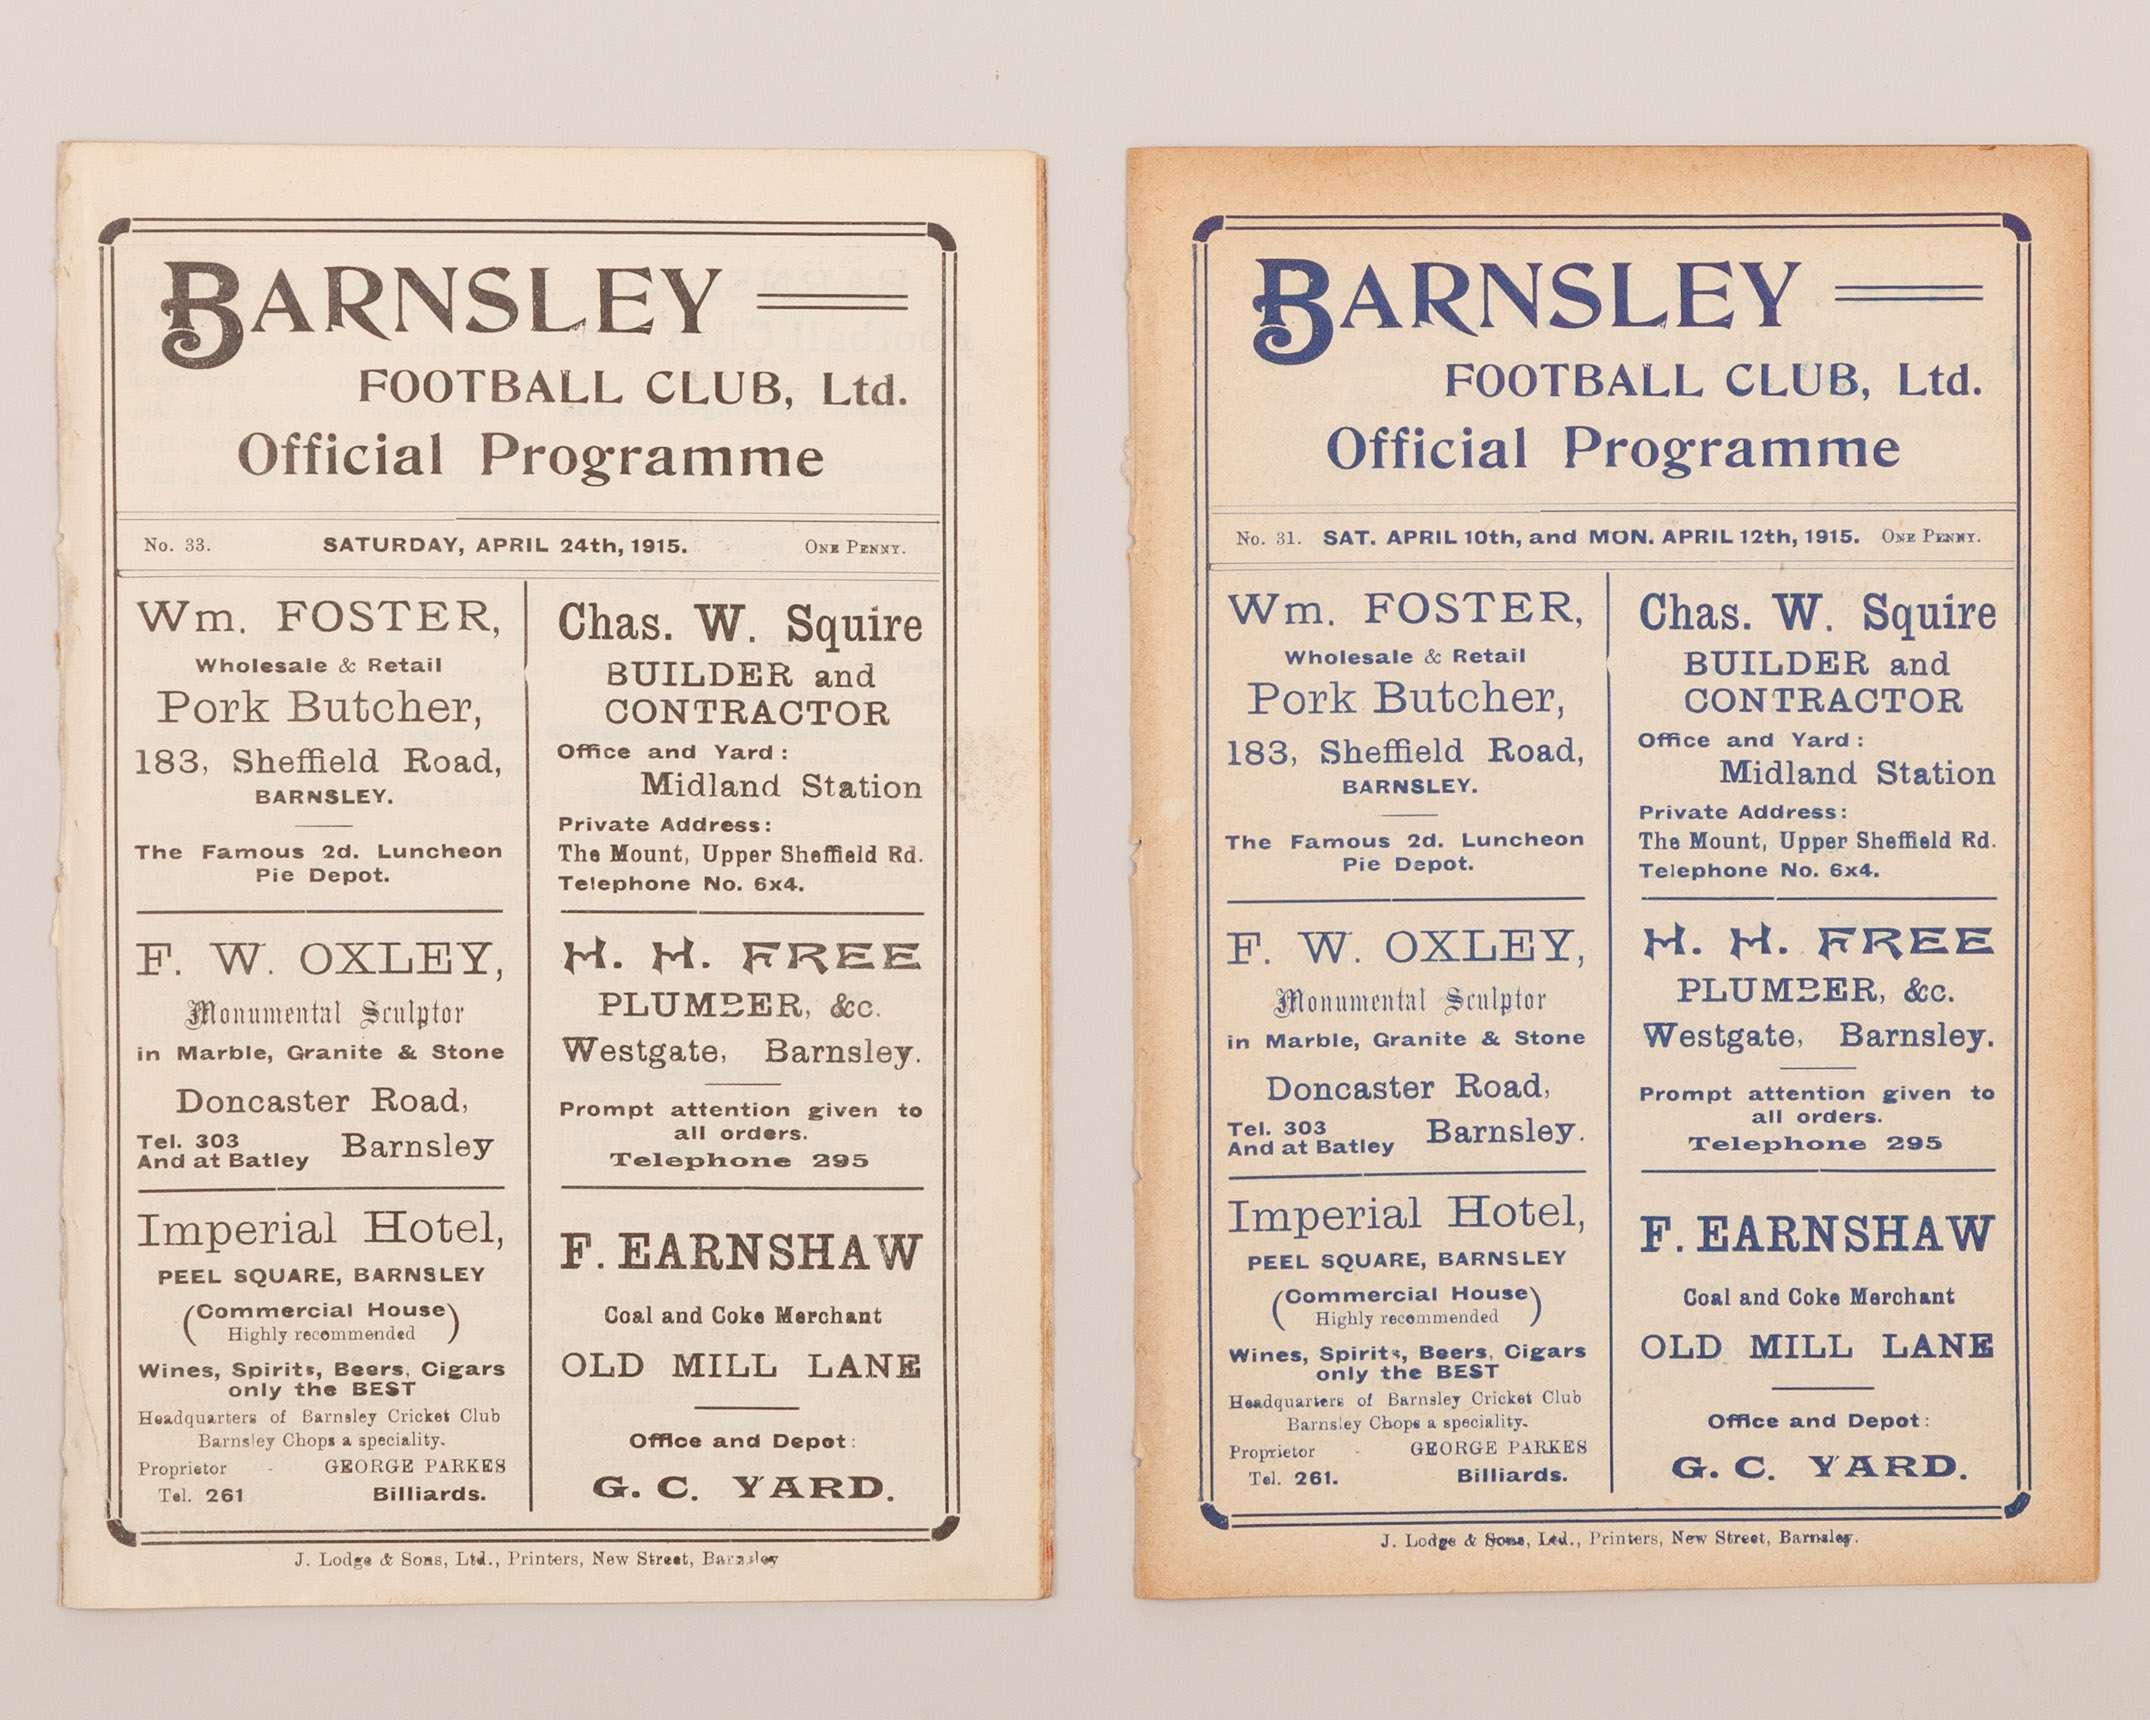 BARNSLEY
FOOTBALL CLUB, Ltd.
Official Programme
No. 33. SATURDAY, APRIL 24th, 1915. ONE PENNY.
Wm. FOSTER,
Wholesale & Retail
Pork Butcher,
183, Sheffield Road,
BARNSLEY.
The Famous 2d. Luncheon
Pie Depot.
F. W. OXLEY,
Monumental Sculptor
in Marble, Granite & Stone
Doncaster Road,
Tel. 303
And at Batley Barnsley
Imperial Hotel,
PEEL SQUARE, BARNSLEY
(Commercial House)
Highly recommended
Wines, Spirits, Beers, Cigars
only the BEST
Headquarters of Barnsley Cricket Club
Barnsley Chops a speciality.
Proprietor - GEORGE PARKES
Tel. 261 Billiards.
Chas. W. Squire
BUILDER and
CONTRACTOR
Office and Yard:
Midland Station
Private Address:
The Mount, Upper Sheffield Rd.
Telephone No. 6x4.
H. H. FREE
PLUMBER, &c.
Westgate, Barnsley.
Prompt attention given to
all orders.
Telephone 295
F. EARNSHAW
Coal and Coke Merchant
OLD MILL LANE
Office and Depot:
G. C. YARD.
J. Lodge & Sons, Ltd., Printers, New Street, Barnsley
BARNSLEY
FOOTBALL CLUB, Ltd.
Official Programme
No. 31. SAT. APRIL 10th, and MON. APRIL 12th, 1915. ONE PENNY.
Wm. FOSTER,
Wholesale & Retail
Pork Butcher,
183, Sheffield Road,
BARNSLEY.
The Famous 2d. Luncheon
Pie Depot.
F. W. OXLEY,
Monumental Sculptor
in Marble, Granite & Stone
Doncaster Road,
Tel. 303
And at Batley Barnsley.
Imperial Hotel,
PEEL SQUARE, BARNSLEY
(Commercial House)
Highly recommended
Wines, Spirits, Beers, Cigars
only the BEST
Headquarters of Barnsley Cricket Club
Barnsley Chops a speciality.
Proprietor - GEORGE PARKES
Tel. 261. Billiards.
Chas. W. Squire
BUILDER and
CONTRACTOR
Office and Yard:
Midland Station
Private Address:
The Mount, Upper Sheffield Rd.
Telephone No. 6x4.
H. H. FREE
PLUMBER, &c.
Westgate, Barnsley.
Prompt attention given to
all orders.
Telephone 295
F. EARNSHAW
Coal and Coke Merchant
OLD MILL LANE
Office and Depot:
G. C. YARD.
J. Lodge & Sons, Ltd., Printers, New Street, Barnsley.